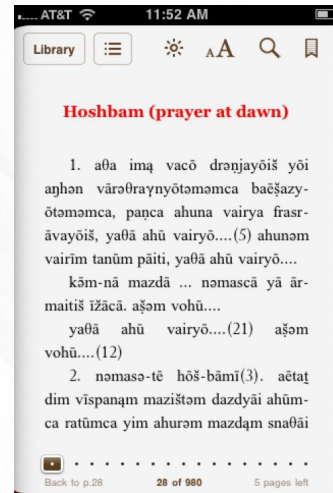 AT&T 11:52 AM
Library AA
Hoshbam (prayer at dawn)
1. aθa imą vacō drənjayōiš yōi
aŋhən vārəθraγnyōtəməmca baēšazy-
ōtəməmca, paṇca ahuna vairya frasr-
āvayōiš, yaθā ahū vairyō....(5) ahunəm
vairīm tanūm pāiti, yaθā ahū vairyō....
kəm-nā mazdā ... nəmascā yā ār-
maitiš īžācā. aṣ̌əm vohū....
yaθā ahū vairyō....(21) aṣ̌əm
vohū....(12)
2. nəmasə-tē hōš-bāmī(3). aētaṯ
dim vīspanąm mazištəm dazdyāi ahūm-
ca ratūmca yim ahurəm mazdąm snaθāi
Back to p.28 28 of 980 5 pages left